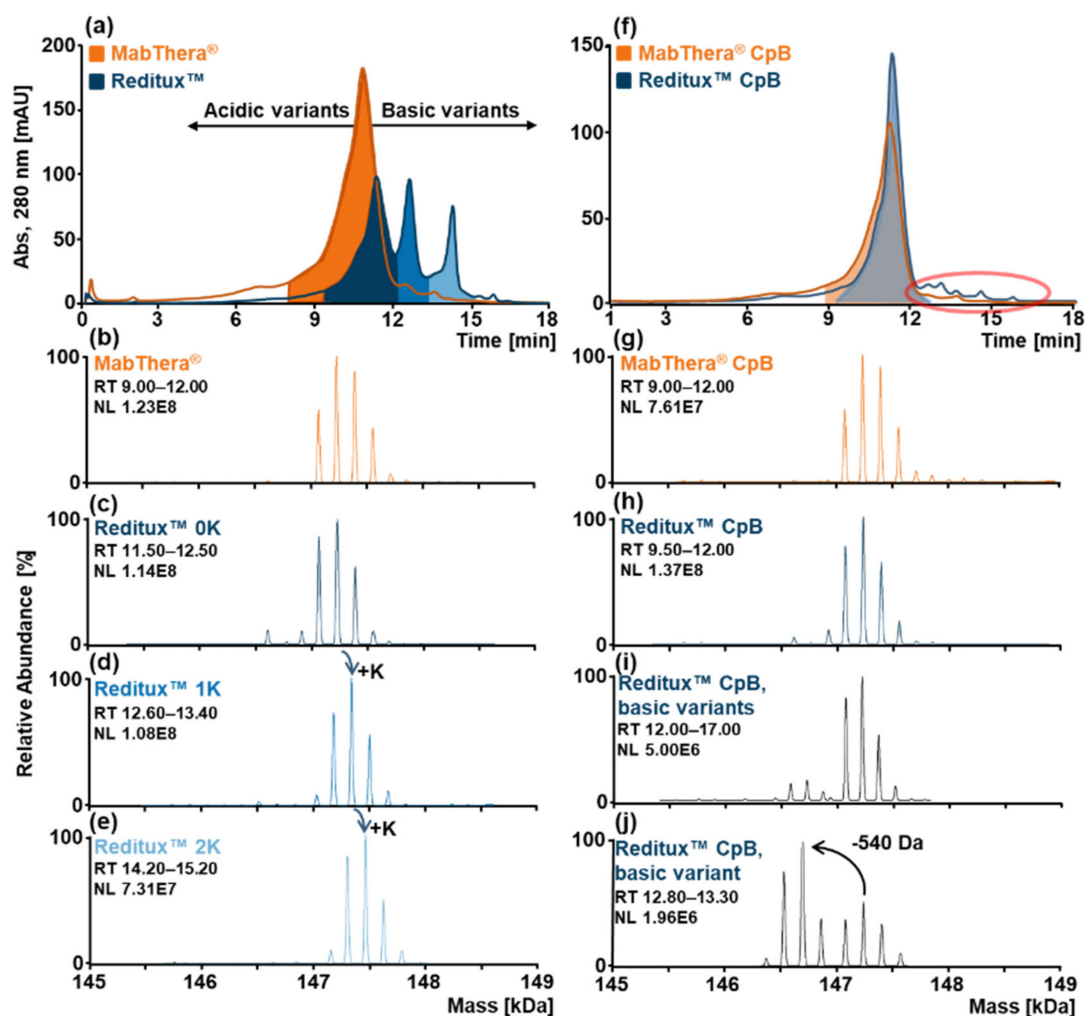 (a)
200
MabThera®
Reditux™
150
Acidic variants
Basic variants
100
50
0
Abs, 280 nm [mAU]
0 3 6 9 12 15 18
Time [min]
(f)
MabThera® CpB
Reditux™ CpB
150
100
50
0
1 3 6 9 12 15 18
Time [min]
(b)
100
MabThera®
RT 9.00–12.00
NL 1.23E8
0
(c)
100
Reditux™ 0K
RT 11.50–12.50
NL 1.14E8
0
(d)
+K
100
Reditux™ 1K
RT 12.60–13.40
NL 1.08E8
0
(e)
+K
100
Reditux™ 2K
RT 14.20–15.20
NL 7.31E7
0
Relative Abundance [%]
145 146 147 148 149
Mass [kDa]
(g)
100
MabThera® CpB
RT 9.00–12.00
NL 7.61E7
0
(h)
100
Reditux™ CpB
RT 9.50–12.00
NL 1.37E8
0
(i)
100
Reditux™ CpB,
basic variants
RT 12.00–17.00
NL 5.00E6
0
(j)
100
Reditux™ CpB,
basic variant
RT 12.80–13.30
NL 1.96E6
-540 Da
0
145 146 147 148 149
Mass [kDa]